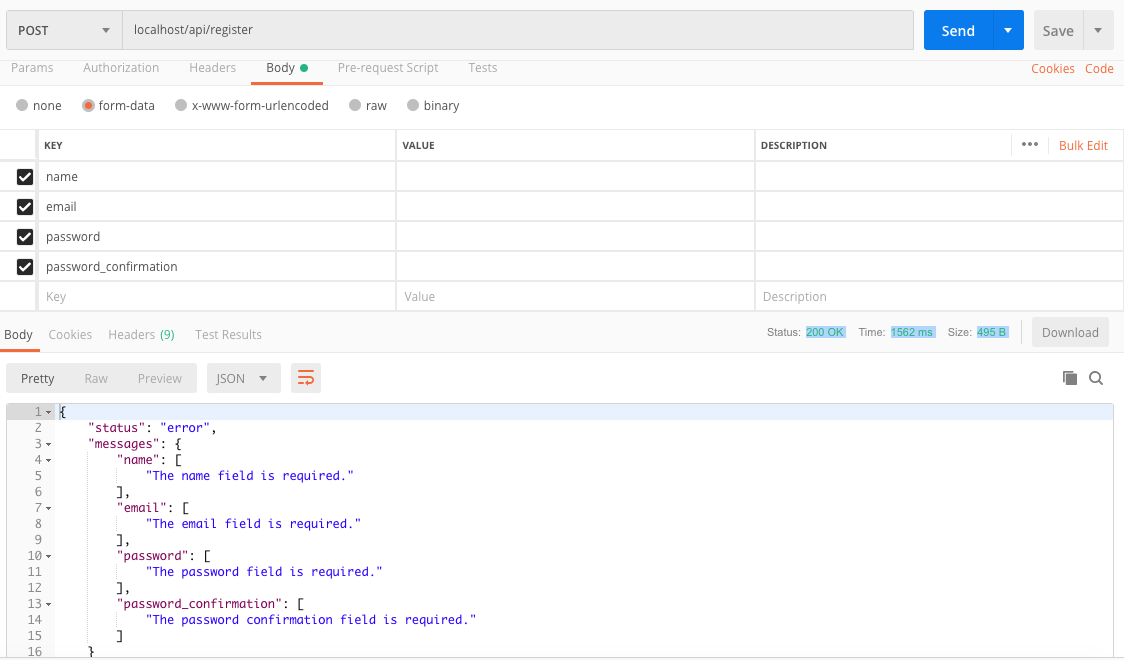 POST localhost/api/register Send Save
Params Authorization Headers Body Pre-request Script Tests Cookies Code
none form-data x-www-form-urlencoded raw binary
KEY VALUE DESCRIPTION ••• Bulk Edit
name
email
password
password_confirmation
Key Value Description
Body Cookies Headers (9) Test Results Status: 200 OK Time: 1562 ms Size: 495 B Download
Pretty Raw Preview JSON
1 {
2 "status": "error",
3 "messages": {
4 "name": [
5 "The name field is required."
6 ],
7 "email": [
8 "The email field is required."
9 ],
10 "password": [
11 "The password field is required."
12 ],
13 "password_confirmation": [
14 "The password confirmation field is required."
15 ]
16 }